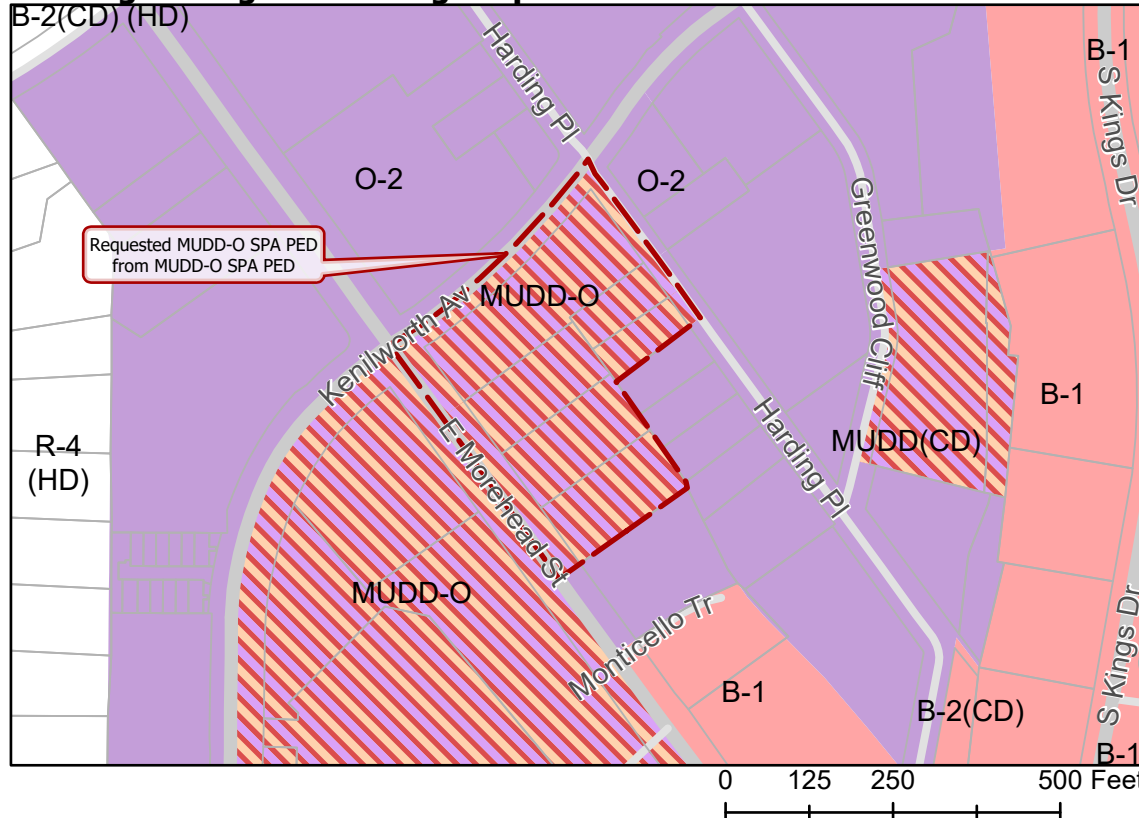 B-2(CD) (HD)
B-1
S Kings Dr
Harding Pl
O-2
O-2
Greenwood Cliff
Requested MUDD-O SPA PED
from MUDD-O SPA PED
MUDD-O
Kenilworth Av
B-1
R-4
(HD)
E Morehead St
Harding Pl
MUDD(CD)
MUDD-O
Monticello Tr
S Kings Dr
B-1
B-2(CD)
B-1
0 125 250 500 Feet